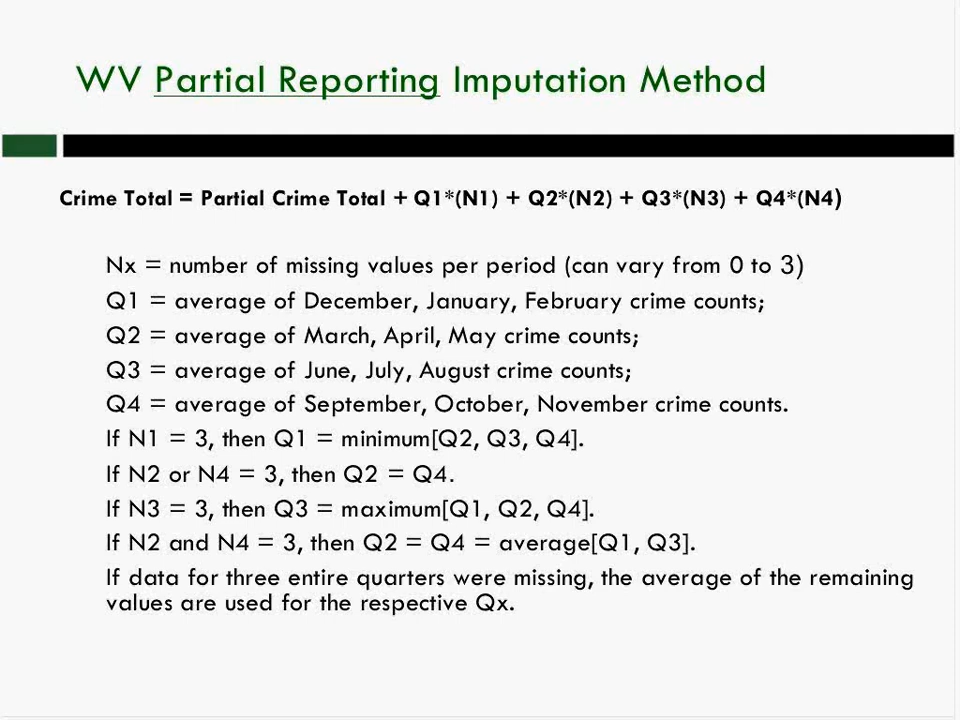 WV Partial Reporting Imputation Method
Crime Total = Partial Crime Total + Q1*(N1) + Q2*(N2) + Q3*(N3) + Q4*(N4)
Nx = number of missing values per period (can vary from 0 to 3)
Q1 = average of December, January, February crime counts;
Q2 = average of March, April, May crime counts;
Q3 = average of June, July, August crime counts;
Q4 = average of September, October, November crime counts.
If N1 = 3, then Q1 = minimum[Q2, Q3, Q4].
If N2 or N4 = 3, then Q2 = Q4.
If N3 = 3, then Q3 = maximum[Q1, Q2, Q4].
If N2 and N4 = 3, then Q2 = Q4 = average[Q1, Q3].
If data for three entire quarters were missing, the average of the remaining
values are used for the respective Qx.